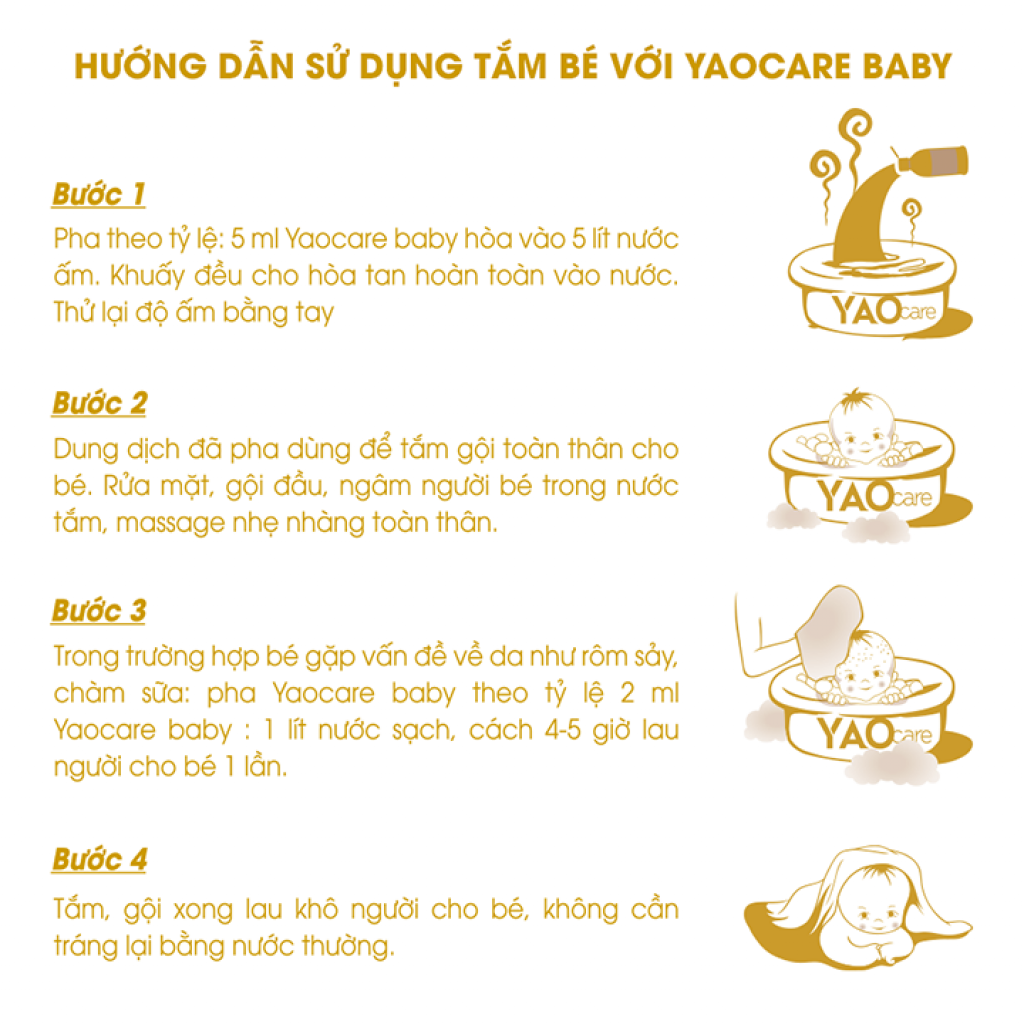 HƯỚNG DẪN SỬ DỤNG TẮM BÉ VỚI YAOCARE BABY
Bước 1
Pha theo tỷ lệ: 5 ml Yaocare baby hòa vào 5 lít nước
ấm. Khuấy đều cho hòa tan hoàn toàn vào nước.
Thử lại độ ấm bằng tay
YAOcare
Bước 2
Dung dịch đã pha dùng để tắm gội toàn thân cho
bé. Rửa mặt, gội đầu, ngâm người bé trong nước
tắm, massage nhẹ nhàng toàn thân.
YAOcare
Bước 3
Trong trường hợp bé gặp vấn đề về da như rôm sảy,
chàm sữa: pha Yaocare baby theo tỷ lệ 2 ml
Yaocare baby : 1 lít nước sạch, cách 4-5 giờ lau
người cho bé 1 lần.
YAOcare
Bước 4
Tắm, gội xong lau khô người cho bé, không cần
tráng lại bằng nước thường.